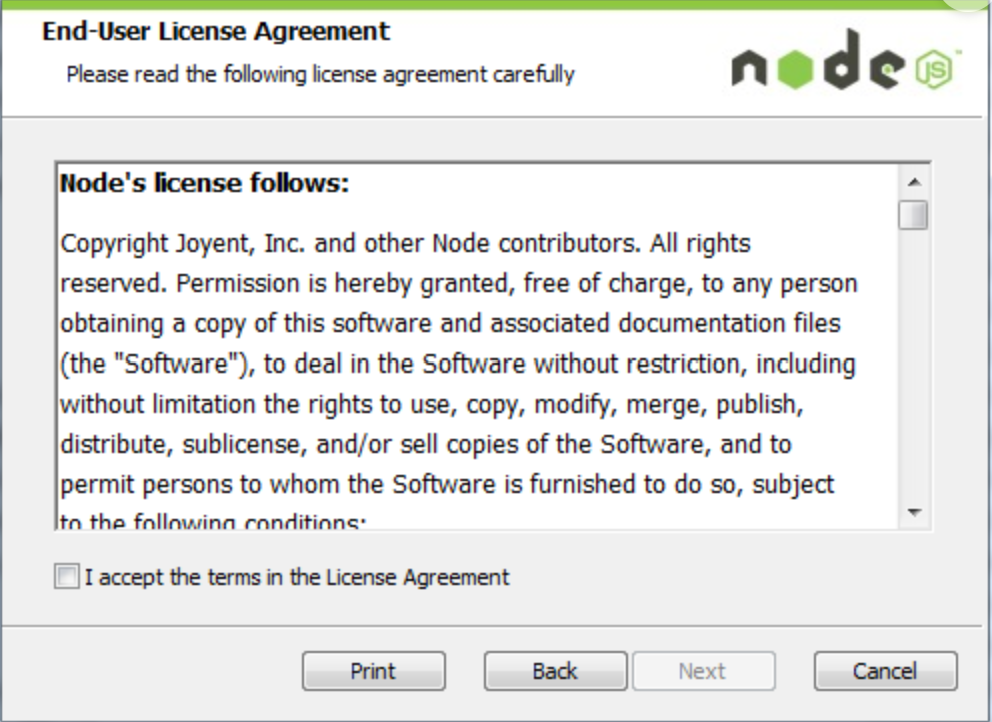 End-User License Agreement
Please read the following license agreement carefully
node JS
Node's license follows:
Copyright Joyent, Inc. and other Node contributors. All rights
reserved. Permission is hereby granted, free of charge, to any person
obtaining a copy of this software and associated documentation files
(the "Software"), to deal in the Software without restriction, including
without limitation the rights to use, copy, modify, merge, publish,
distribute, sublicense, and/or sell copies of the Software, and to
permit persons to whom the Software is furnished to do so, subject
to the following conditions:
I accept the terms in the License Agreement
Print
Back
Next
Cancel